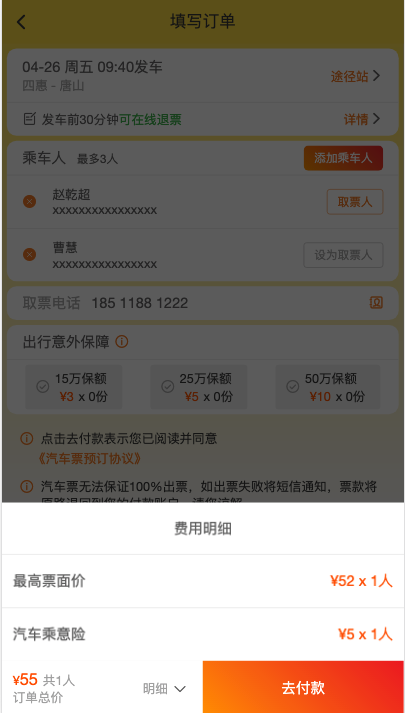 填写订单
04-26 周五 09:40发车
途径站
四惠 - 唐山
发车前30分钟可在线退票
详情
乘车人 最多3人
添加乘车人
赵乾超
xxxxxxxxxxxxxxxx
取票人
曹慧
xxxxxxxxxxxxxxxx
设为取票人
取票电话 185 1188 1222
出行意外保障
15万保额
¥3 x 0份
25万保额
¥5 x 0份
50万保额
¥10 x 0份
点击去付款表示您已阅读并同意
《汽车票预订协议》
汽车票无法保证100%出票，如出票失败将短信通知，票款将
原路退回到您的付款账户，请您谅解
费用明细
最高票面价
¥52 x 1人
汽车乘意险
¥5 x 1人
¥55 共1人
订单总价
明细
去付款